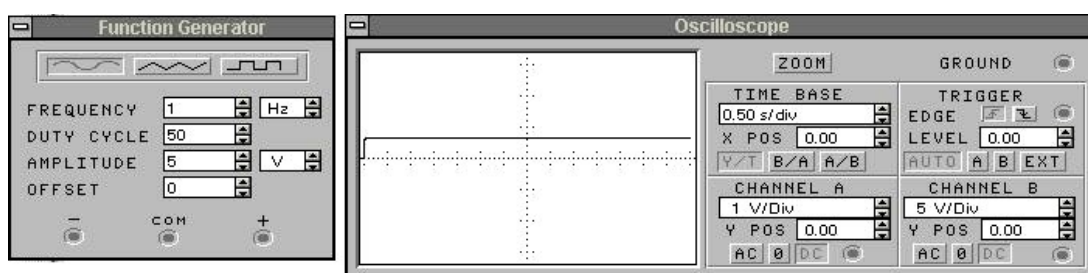 Function Generator
FREQUENCY 1 Hz
DUTY CYCLE 50
AMPLITUDE 5 V
OFFSET 0
− COM +
Oscilloscope
ZOOM GROUND
TIME BASE
0.50 s/div
X POS 0.00
Y/T B/A A/B
TRIGGER
EDGE
LEVEL 0.00
AUTO A B EXT
CHANNEL A
1 V/Div
Y POS 0.00
AC 0 DC
CHANNEL B
5 V/Div
Y POS 0.00
AC 0 DC